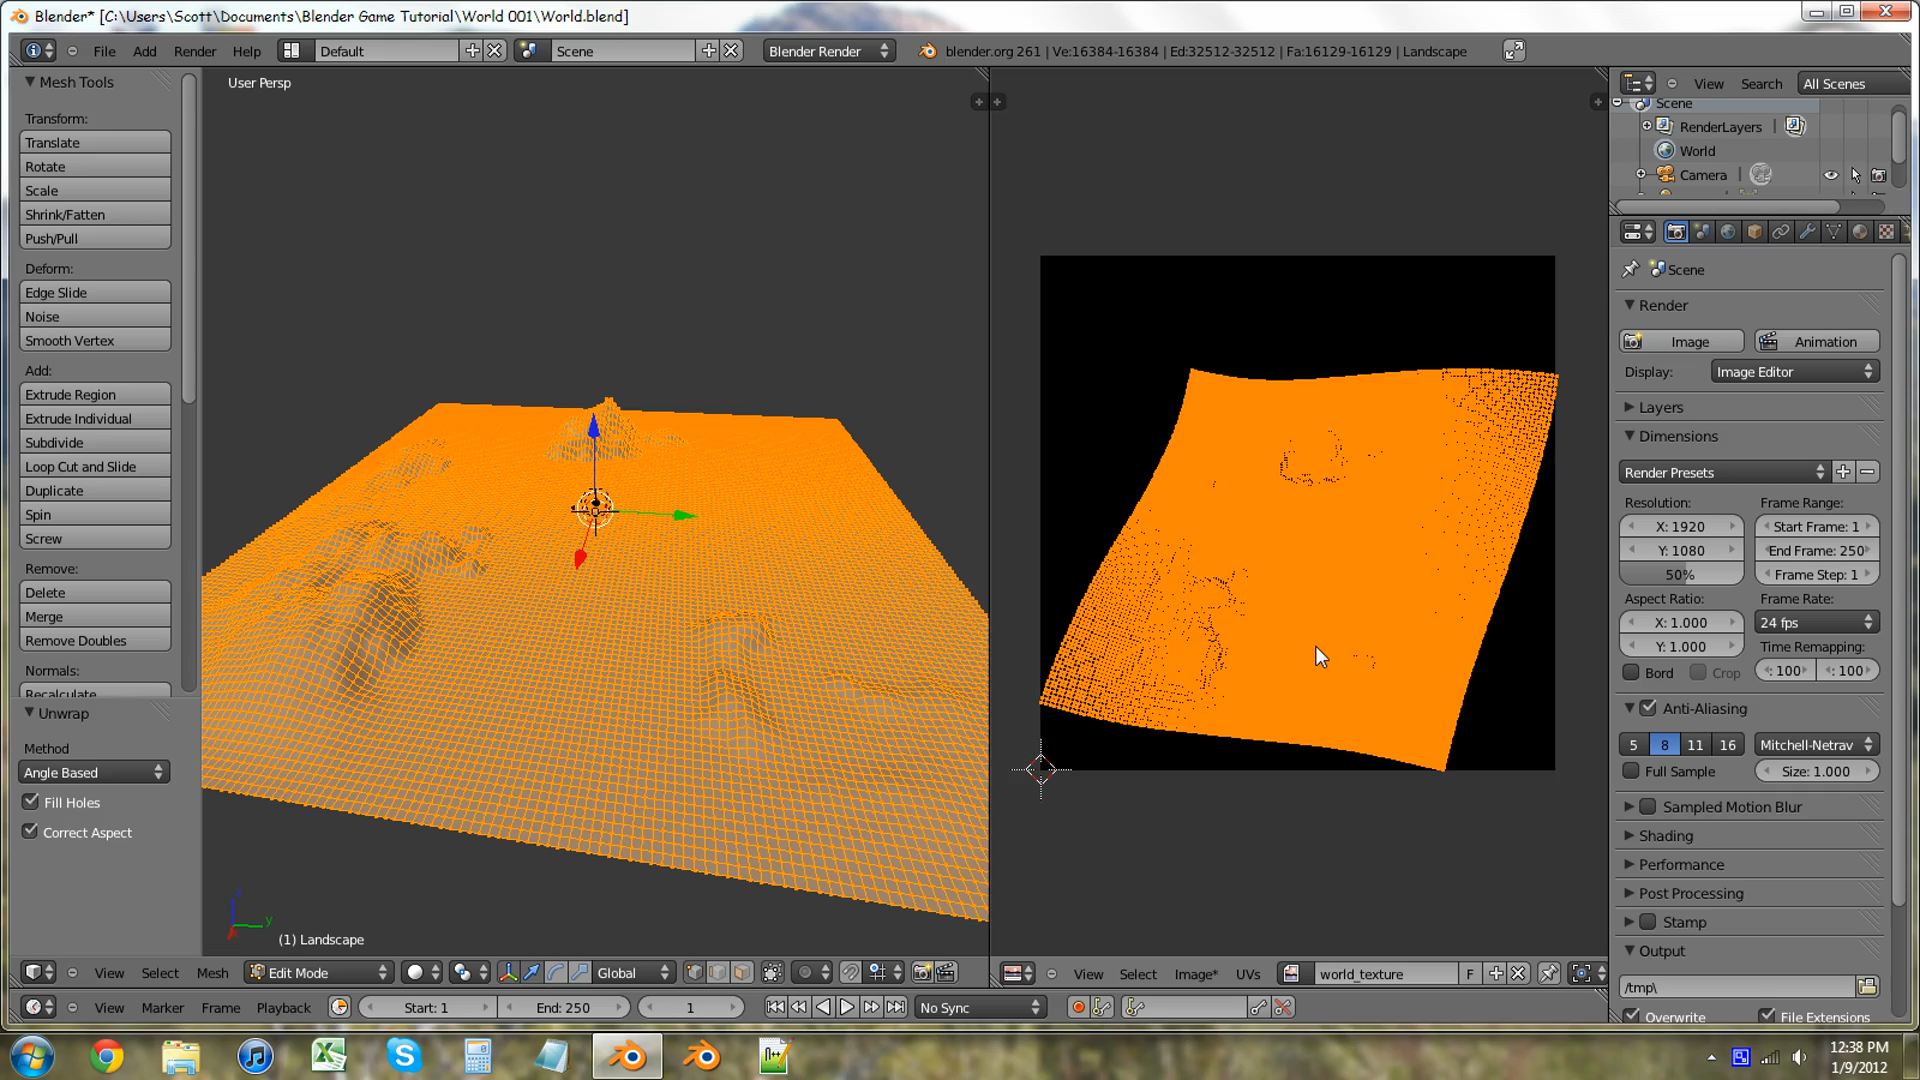 Blender* [C:\Users\Scott\Documents\Blender Game Tutorial\World 001\World.blend]
File Add Render Help Default Scene Blender Render blender.org 261 | Ve:16384-16384 | Ed:32512-32512 | Fa:16129-16129 | Landscape
Mesh Tools
Transform:
Translate
Rotate
Scale
Shrink/Fatten
Push/Pull
Deform:
Edge Slide
Noise
Smooth Vertex
Add:
Extrude Region
Extrude Individual
Subdivide
Loop Cut and Slide
Duplicate
Spin
Screw
Remove:
Delete
Merge
Remove Doubles
Normals:
Recalculate
Unwrap
Method
Angle Based
Fill Holes
Correct Aspect
User Persp
y
(1) Landscape
View Select Mesh Edit Mode Global
View Select Image* UVs world_texture F
View Marker Frame Playback Start: 1 End: 250 1 No Sync
View Search All Scenes
Scene
RenderLayers |
World
Camera |
Scene
Render
Image Animation
Display: Image Editor
Layers
Dimensions
Render Presets
Resolution: Frame Range:
X: 1920 Start Frame: 1
Y: 1080 End Frame: 250
50% Frame Step: 1
Aspect Ratio: Frame Rate:
X: 1.000 24 fps
Y: 1.000 Time Remapping:
Bord Crop : 100 : 100
Anti-Aliasing
5 8 11 16 Mitchell-Netrav
Full Sample Size: 1.000
Sampled Motion Blur
Shading
Performance
Post Processing
Stamp
Output
/tmp\
Overwrite File Extensions
12:38 PM
1/9/2012